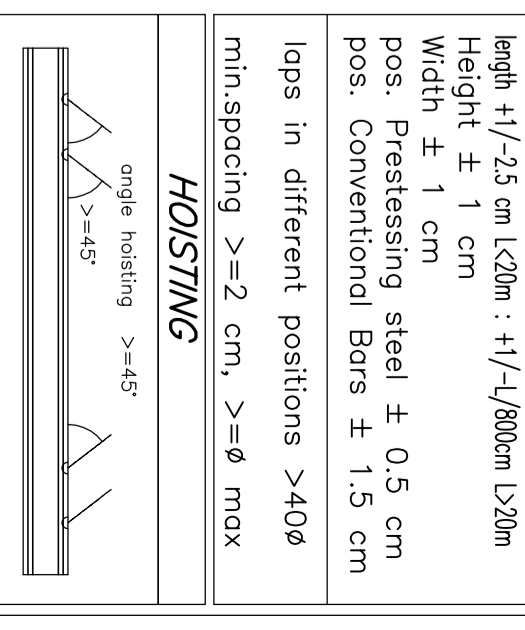 length +1/-2.5 cm L<20m : +1/-L/800cm L>20m
Height ± 1 cm
Width ± 1 cm
pos. Prestessing steel ± 0.5 cm
pos. Conventional Bars ± 1.5 cm
laps in different positions >40ø
min.spacing >=2 cm, >=ø max
HOISTING
angle hoisting >=45°
>=45°